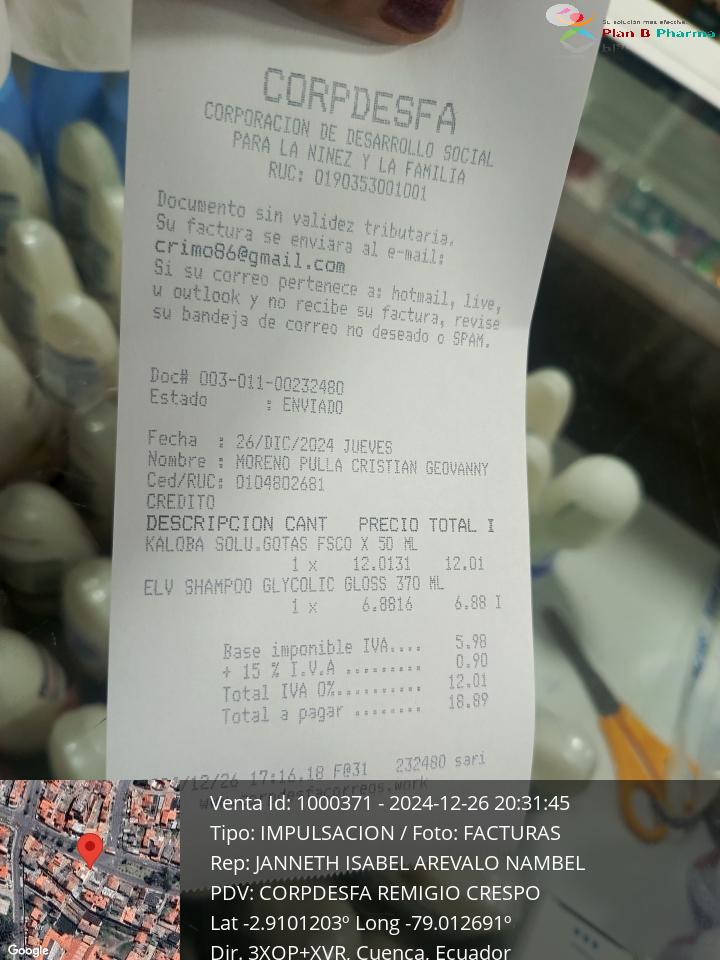 Su solución más efectiva
Plan B Pharma
CORPDESFA
CORPORACION DE DESARROLLO SOCIAL
PARA LA NINEZ Y LA FAMILIA
RUC: 0190353001001
Documento sin validez tributaria.
Su factura se enviara al e-mail:
crimo86@gmail.com
Si su correo pertenece a: hotmail, live,
u outlook y no recibe su factura, revise
su bandeja de correo no deseado o SPAM.
Doc# 003-011-00232480
Estado : ENVIADO
Fecha : 26/DIC/2024 JUEVES
Nombre : MORENO PULLA CRISTIAN GEOVANNY
Ced/RUC: 0104802681
CREDITO
DESCRIPCION CANT PRECIO TOTAL I
KALOBA SOLU.GOTAS FSCO X 50 ML
1 x 12.0131 12.01
ELV SHAMPOO GLYCOLIC GLOSS 370 ML
1 x 6.8816 6.88 I
Base imponible IVA.... 5.98
+ 15 % I.V.A ......... 0.90
Total IVA 0%.......... 12.01
Total a pagar ........ 18.89
/12/26 17:16.18 F@31 232480 sari
Venta Id: 1000371 - 2024-12-26 20:31:45
Tipo: IMPULSACION / Foto: FACTURAS
Rep: JANNETH ISABEL AREVALO NAMBEL
PDV: CORPDESFA REMIGIO CRESPO
Lat -2.9101203º Long -79.012691º
Dir. 3XQP+XVR, Cuenca, Ecuador
Google